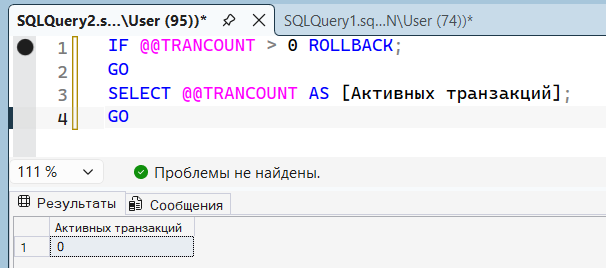 SQLQuery2.s...\User (95))* SQLQuery1.sq...N\User (74))*
1 IF @@TRANCOUNT > 0 ROLLBACK;
2 GO
3 SELECT @@TRANCOUNT AS [Активных транзакций];
4 GO
111 % Проблемы не найдены.
Результаты Сообщения
Активных транзакций
1 0